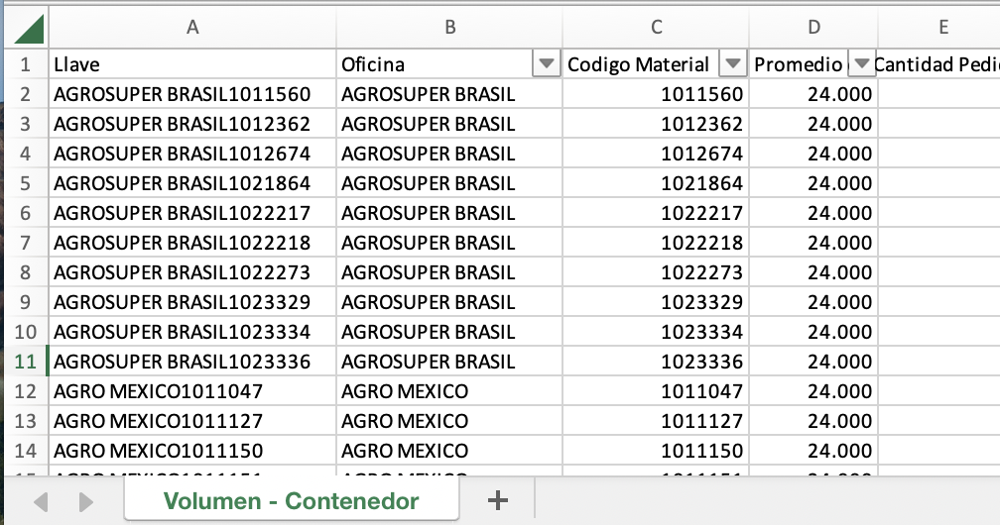 A B C D E
1 Llave Oficina Codigo Material Promedio Cantidad Pedi
2 AGROSUPER BRASIL1011560 AGROSUPER BRASIL 1011560 24.000
3 AGROSUPER BRASIL1012362 AGROSUPER BRASIL 1012362 24.000
4 AGROSUPER BRASIL1012674 AGROSUPER BRASIL 1012674 24.000
5 AGROSUPER BRASIL1021864 AGROSUPER BRASIL 1021864 24.000
6 AGROSUPER BRASIL1022217 AGROSUPER BRASIL 1022217 24.000
7 AGROSUPER BRASIL1022218 AGROSUPER BRASIL 1022218 24.000
8 AGROSUPER BRASIL1022273 AGROSUPER BRASIL 1022273 24.000
9 AGROSUPER BRASIL1023329 AGROSUPER BRASIL 1023329 24.000
10 AGROSUPER BRASIL1023334 AGROSUPER BRASIL 1023334 24.000
11 AGROSUPER BRASIL1023336 AGROSUPER BRASIL 1023336 24.000
12 AGRO MEXICO1011047 AGRO MEXICO 1011047 24.000
13 AGRO MEXICO1011127 AGRO MEXICO 1011127 24.000
14 AGRO MEXICO1011150 AGRO MEXICO 1011150 24.000
Volumen - Contenedor